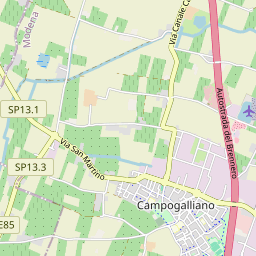 Modena
Via Canale C
Autostrada del Brennero
SP13.1
Via San Martino
SP13.3
Campogalliano
E85